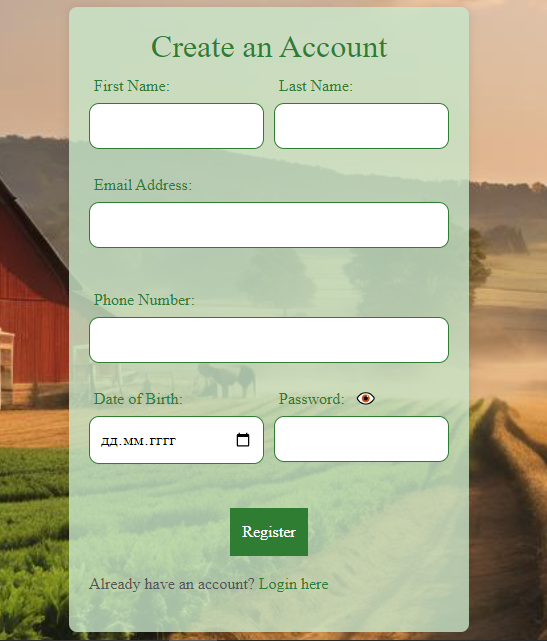 Create an Account
First Name: Last Name:
Email Address:
Phone Number:
Date of Birth: Password:
дд.мм.гггг
Register
Already have an account? Login here